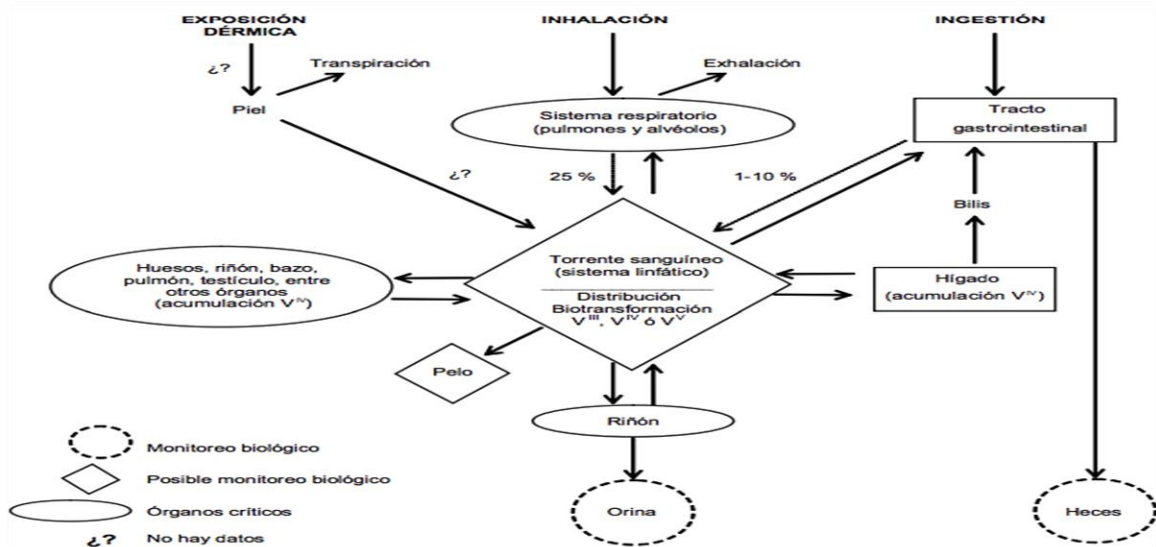 EXPOSICIÓN
DÉRMICA
INHALACIÓN
INGESTIÓN
¿?
Transpiración
Exhalación
Piel
Sistema respiratorio
(pulmones y alvéolos)
Tracto
gastrointestinal
¿?
25 %
1-10 %
Bilis
Huesos, riñón, bazo,
pulmón, testículo, entre
otros órganos
(acumulación V^IV)
Torrente sanguíneo
(sistema linfático)
Distribución
Biotransformación
V^III, V^IV ó V^V
Hígado
(acumulación V^IV)
Pelo
Riñón
Orina
Heces
Monitoreo biológico
Posible monitoreo biológico
Órganos críticos
¿? No hay datos